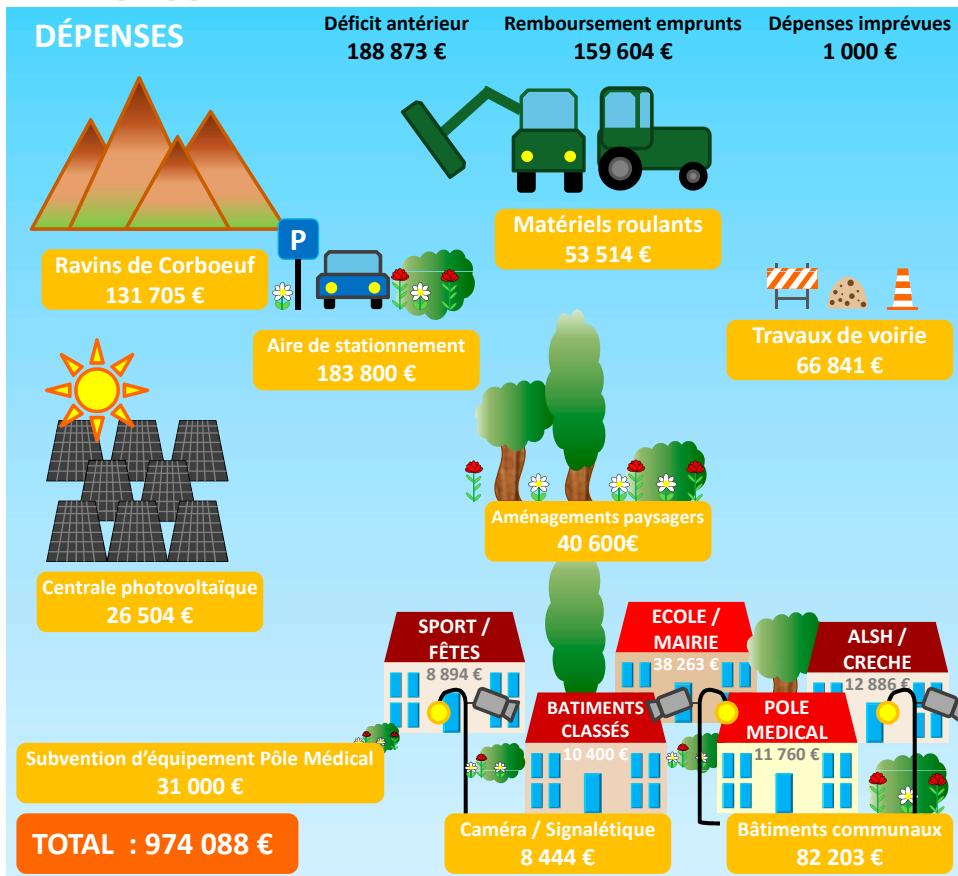 DÉPENSES
Déficit antérieur
188 873 €
Remboursement emprunts
159 604 €
Dépenses imprévues
1 000 €
Matériels roulants
53 514 €
P
Ravins de Corboeuf
131 705 €
Aire de stationnement
183 800 €
Travaux de voirie
66 841 €
Aménagements paysagers
40 600€
Centrale photovoltaïque
26 504 €
SPORT /
FÊTES
8 894 €
ECOLE /
MAIRIE
38 263 €
ALSH /
CRECHE
12 886 €
BATIMENTS
CLASSÉS
10 400 €
POLE
MEDICAL
11 760 €
Subvention d'équipement Pôle Médical
31 000 €
TOTAL : 974 088 €
Caméra / Signalétique
8 444 €
Bâtiments communaux
82 203 €